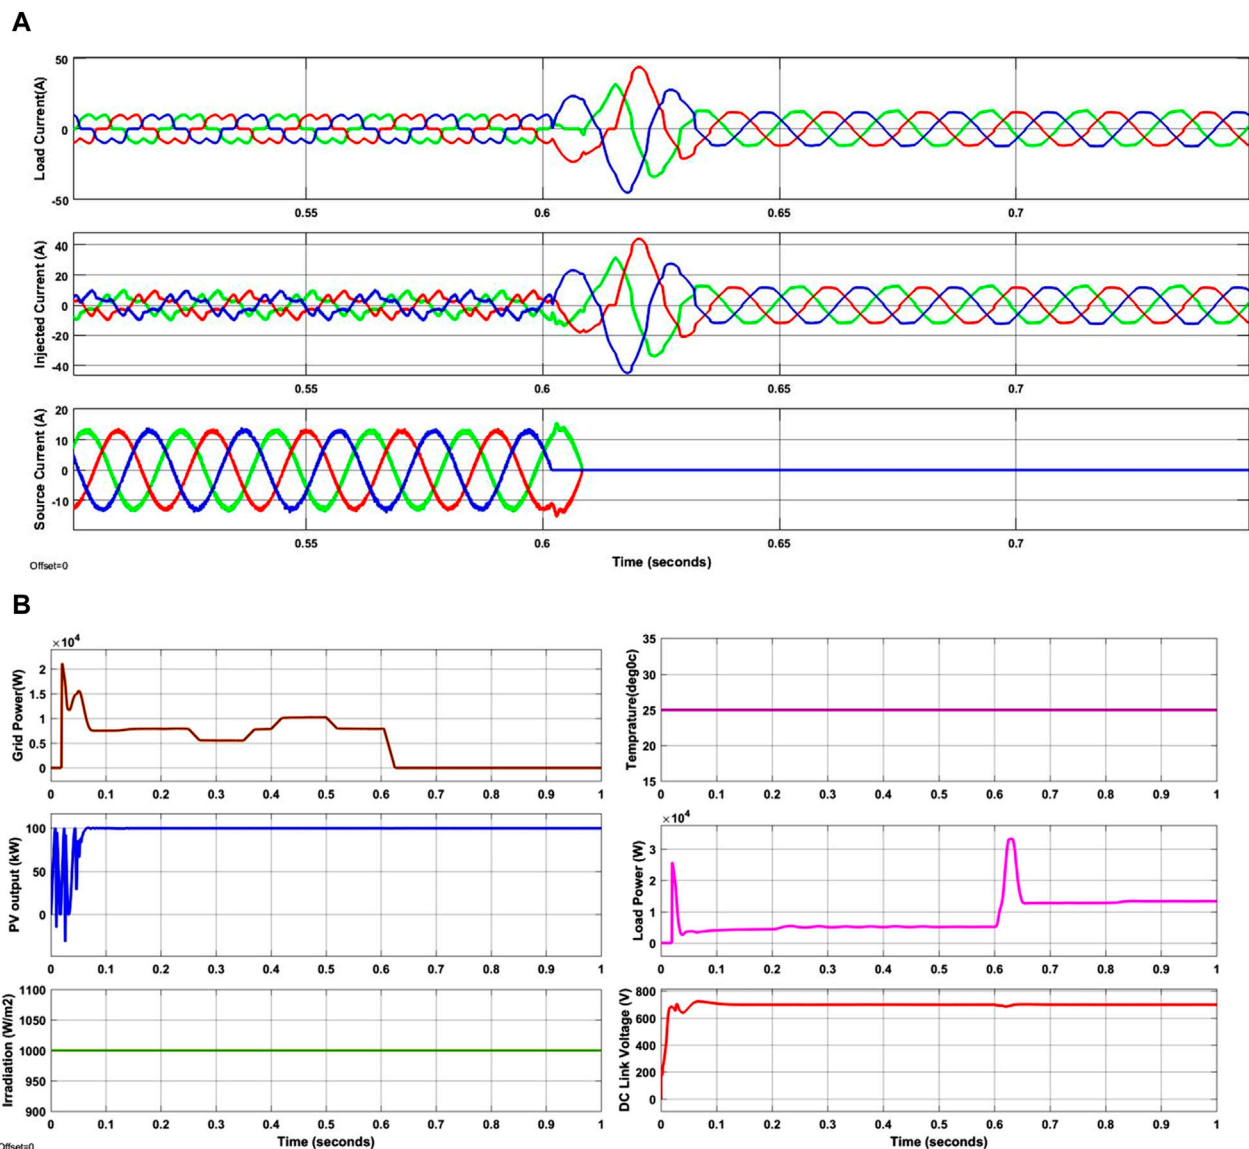 A
Load Current(A)
50
0
-50
0.55
0.6
0.65
0.7
Injected Current (A)
40
20
0
-20
-40
0.55
0.6
0.65
0.7
Source Current (A)
20
10
0
-10
0.55
0.6
0.65
0.7
Time (seconds)
Offset=0
B
×10⁴
Grid Power(W)
2
1.5
1
0.5
0
0 0.1 0.2 0.3 0.4 0.5 0.6 0.7 0.8 0.9 1
PV output (kW)
100
50
0
0 0.1 0.2 0.3 0.4 0.5 0.6 0.7 0.8 0.9 1
Irradiation (W/m2)
1100
1050
1000
950
900
0 0.1 0.2 0.3 0.4 0.5 0.6 0.7 0.8 0.9 1
Time (seconds)
Offset=0
Temprature(deg0c)
35
30
25
20
15
0 0.1 0.2 0.3 0.4 0.5 0.6 0.7 0.8 0.9 1
×10⁴
Load Power (W)
3
2
1
0
0 0.1 0.2 0.3 0.4 0.5 0.6 0.7 0.8 0.9 1
DC Link Voltage (V)
800
600
400
200
0
0 0.1 0.2 0.3 0.4 0.5 0.6 0.7 0.8 0.9 1
Time (seconds)